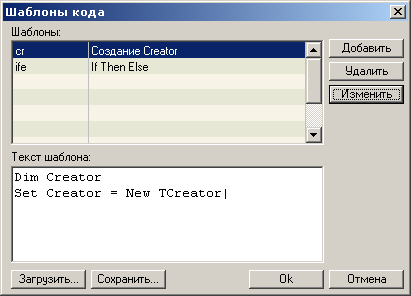 Шаблоны кода
Шаблоны:
cr Создание Creator
ife If Then Else
Добавить
Удалить
Изменить
Текст шаблона:
Dim Creator
Set Creator = New TCreator
Загрузить... Сохранить... Ok Отмена